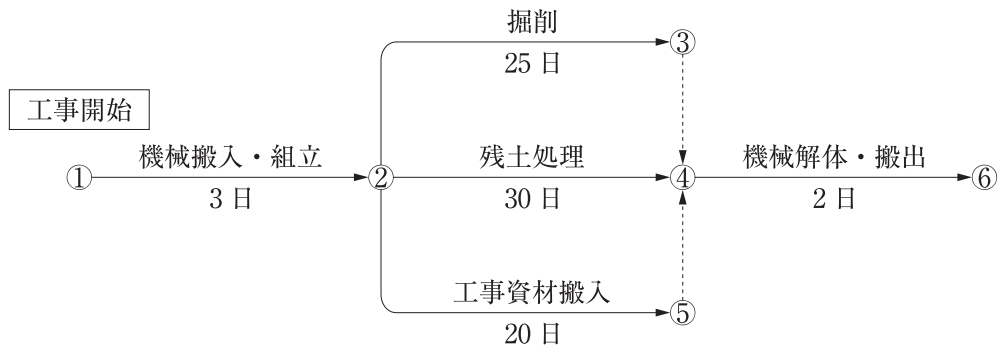 掘削
③
25日
工事開始
機械搬入・組立
残土処理
機械解体・搬出
①
②
④
⑥
3日
30日
2日
工事資材搬入
⑤
20日